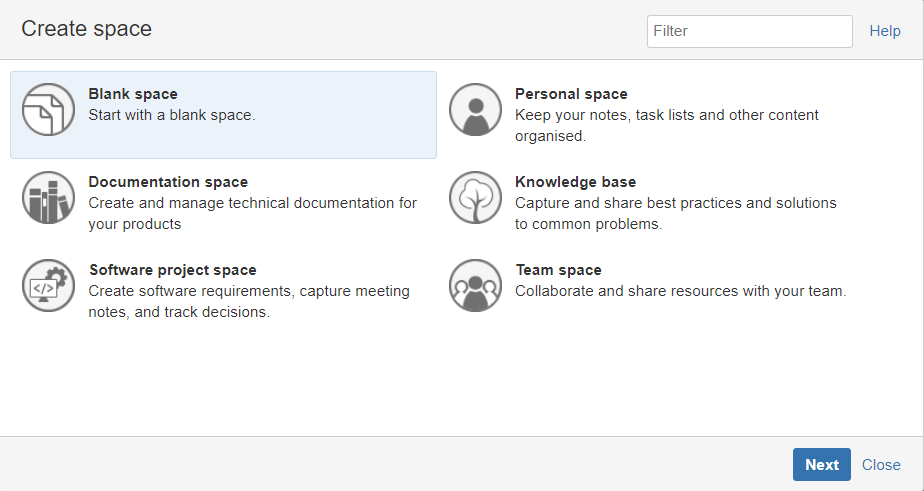 Create space
Filter
Help
Blank space
Start with a blank space.
Personal space
Keep your notes, task lists and other content
organised.
Documentation space
Create and manage technical documentation for
your products
Knowledge base
Capture and share best practices and solutions
to common problems.
Software project space
Create software requirements, capture meeting
notes, and track decisions.
Team space
Collaborate and share resources with your team.
Next
Close